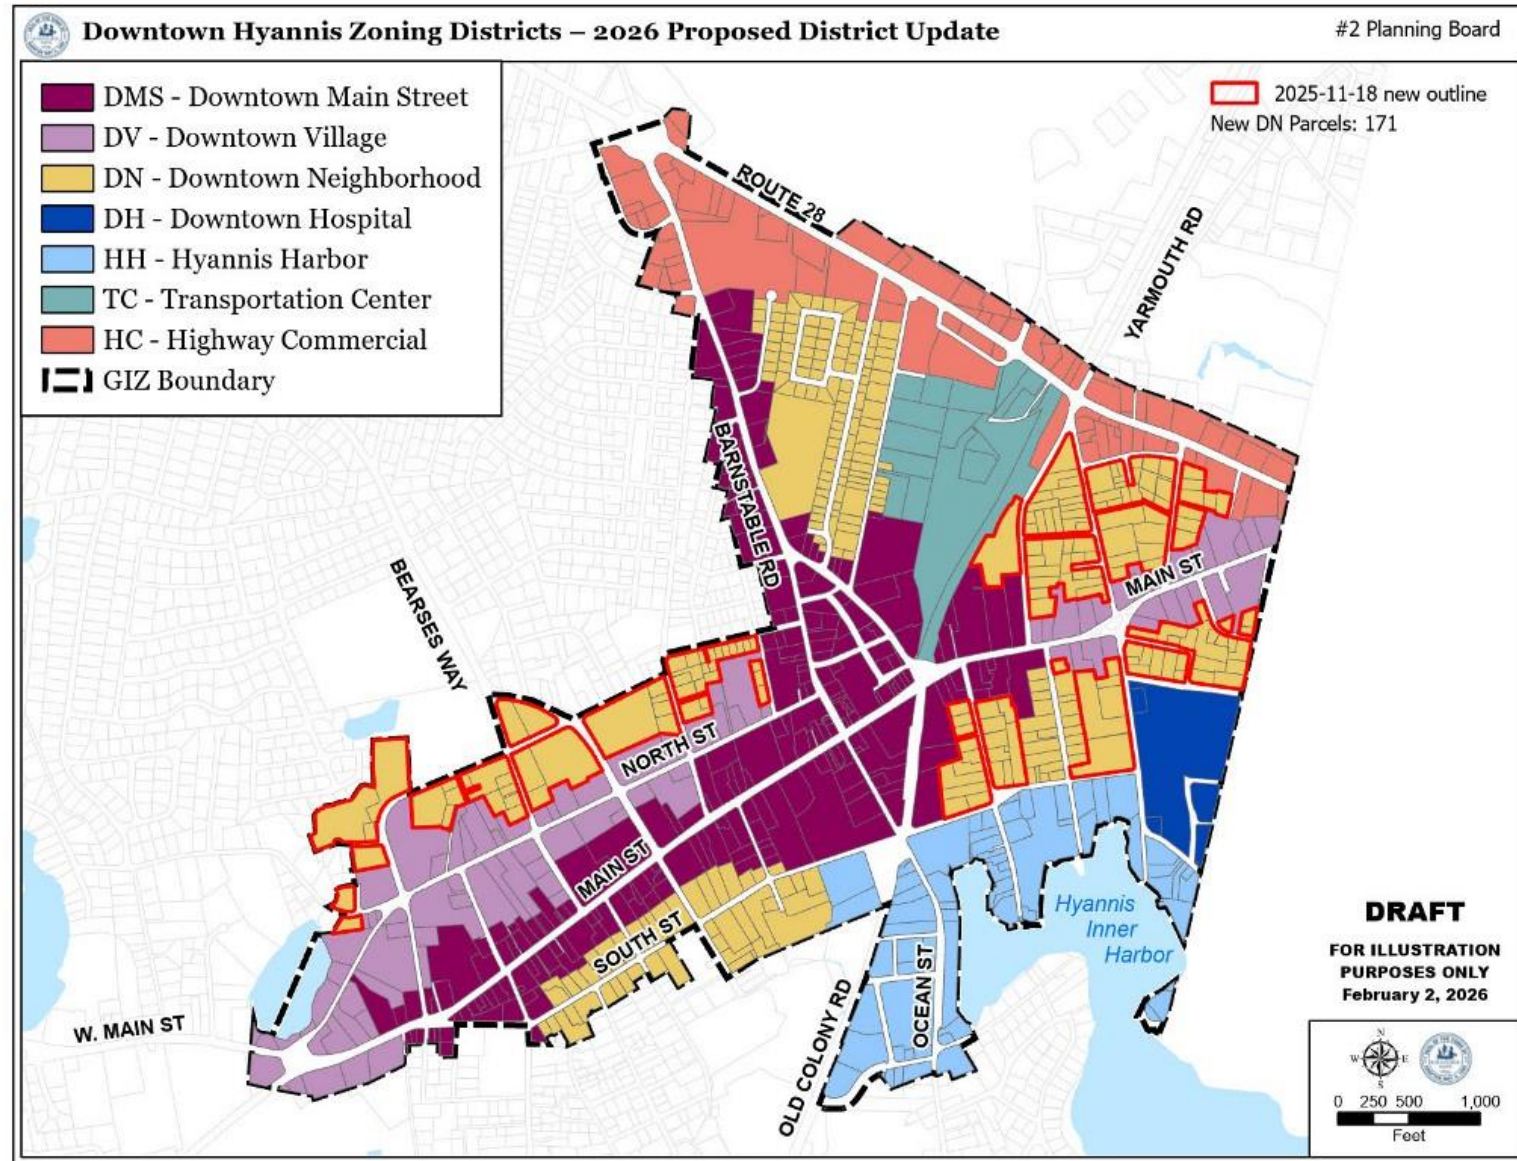 Downtown Hyannis Zoning Districts – 2026 Proposed District Update
#2 Planning Board
DMS - Downtown Main Street
DV - Downtown Village
DN - Downtown Neighborhood
DH - Downtown Hospital
HH - Hyannis Harbor
TC - Transportation Center
HC - Highway Commercial
GIZ Boundary
2025-11-18 new outline
New DN Parcels: 171
ROUTE 28
YARMOUTH RD
BARNSTABLE RD
BEARSES WAY
MAIN ST
NORTH ST
MAIN ST
SOUTH ST
W. MAIN ST
OLD COLONY RD
OCEAN ST
Hyannis
Inner
Harbor
DRAFT
FOR ILLUSTRATION
PURPOSES ONLY
February 2, 2026
N
W
E
S
0 250 500 1,000
Feet